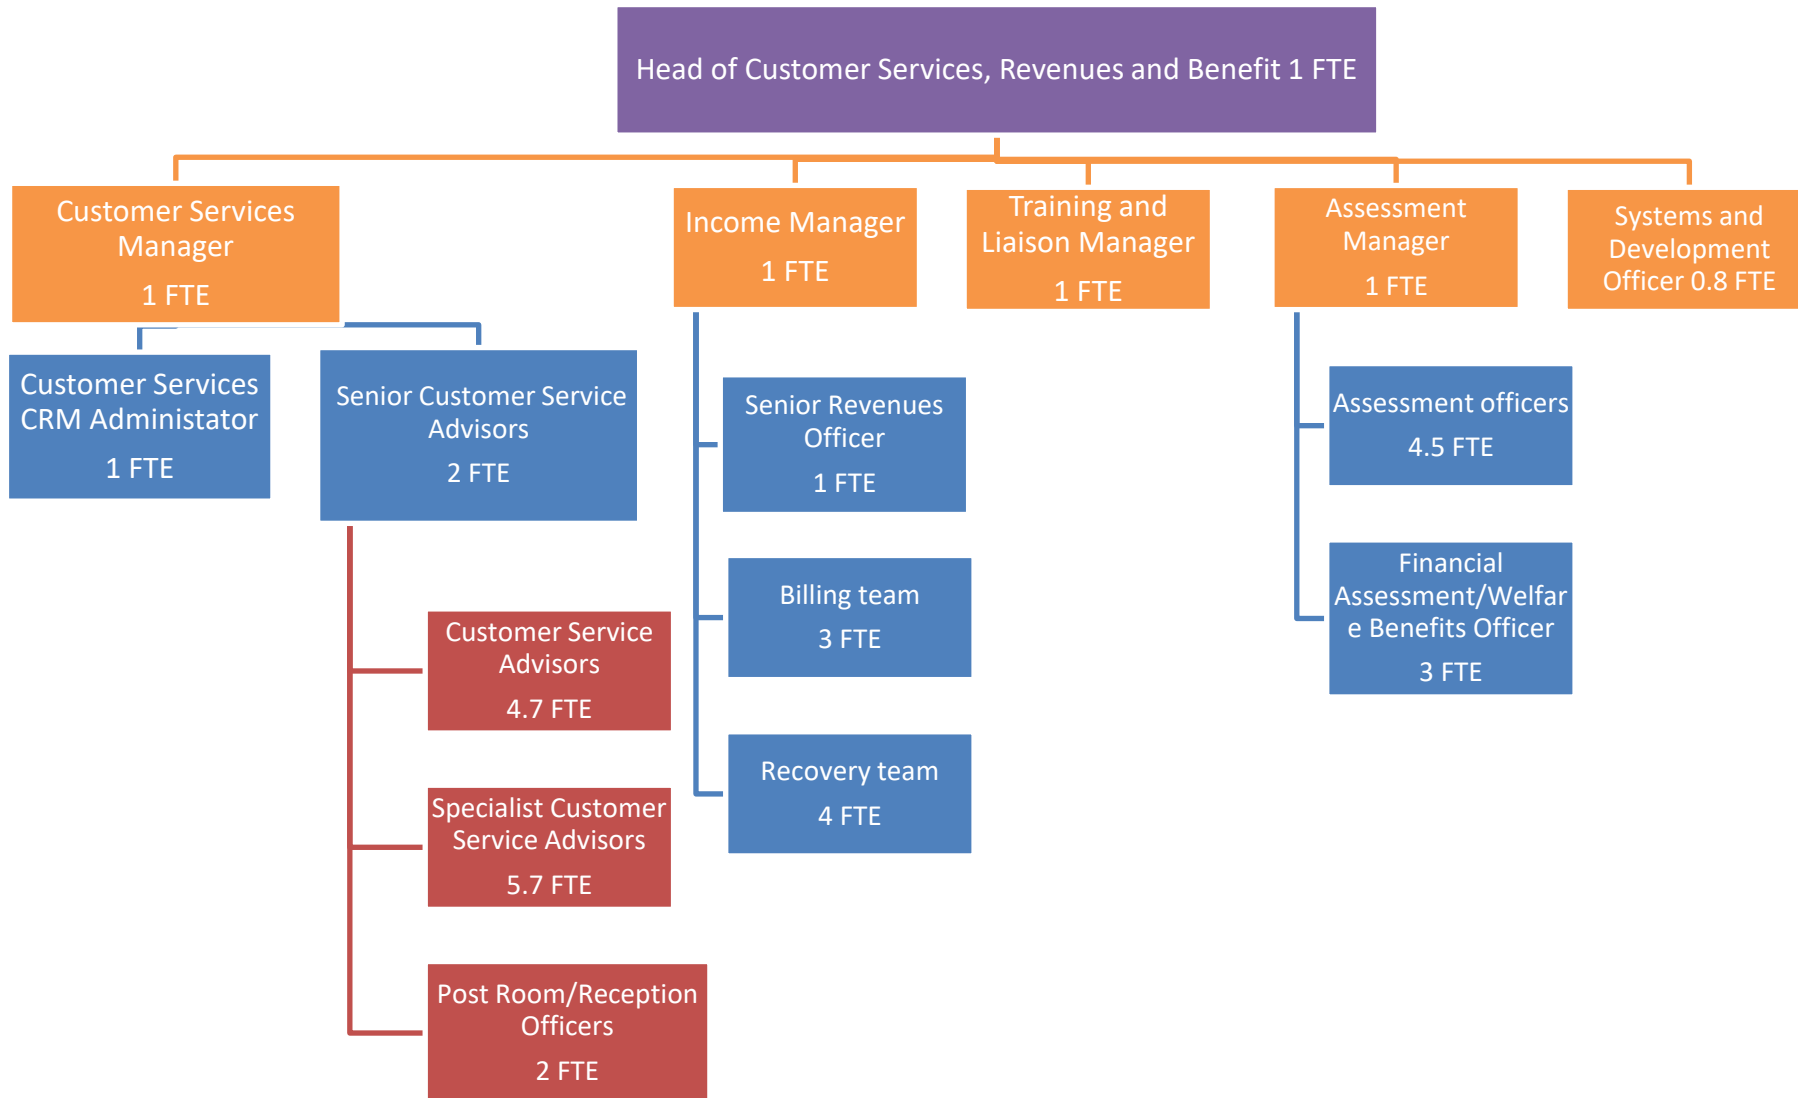 Head of Customer Services, Revenues and Benefit 1 FTE
Customer Services
Manager
1 FTE
Income Manager
1 FTE
Training and
Liaison Manager
1 FTE
Assessment
Manager
1 FTE
Systems and
Development
Officer 0.8 FTE
Customer Services
CRM Administator
1 FTE
Senior Customer Service
Advisors
2 FTE
Customer Service
Advisors
4.7 FTE
Specialist Customer
Service Advisors
5.7 FTE
Post Room/Reception
Officers
2 FTE
Senior Revenues
Officer
1 FTE
Billing team
3 FTE
Recovery team
4 FTE
Assessment officers
4.5 FTE
Financial
Assessment/Welfar
e Benefits Officer
3 FTE